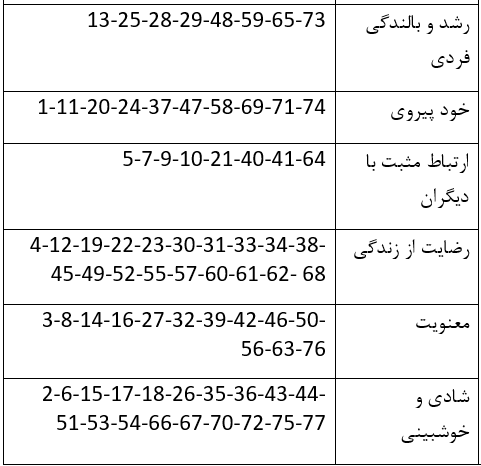 رشد و بالندگی
فردی
13-25-28-29-48-59-65-73
خود پیروی
1-11-20-24-37-47-58-69-71-74
ارتباط مثبت با
دیگران
5-7-9-10-21-40-41-64
رضایت از زندگی
4-12-19-22-23-30-31-33-34-38-
45-49-52-55-57-60-61-62- 68
معنویت
3-8-14-16-27-32-39-42-46-50-
56-63-76
شادی و
خوشبینی
2-6-15-17-18-26-35-36-43-44-
51-53-54-66-67-70-72-75-77